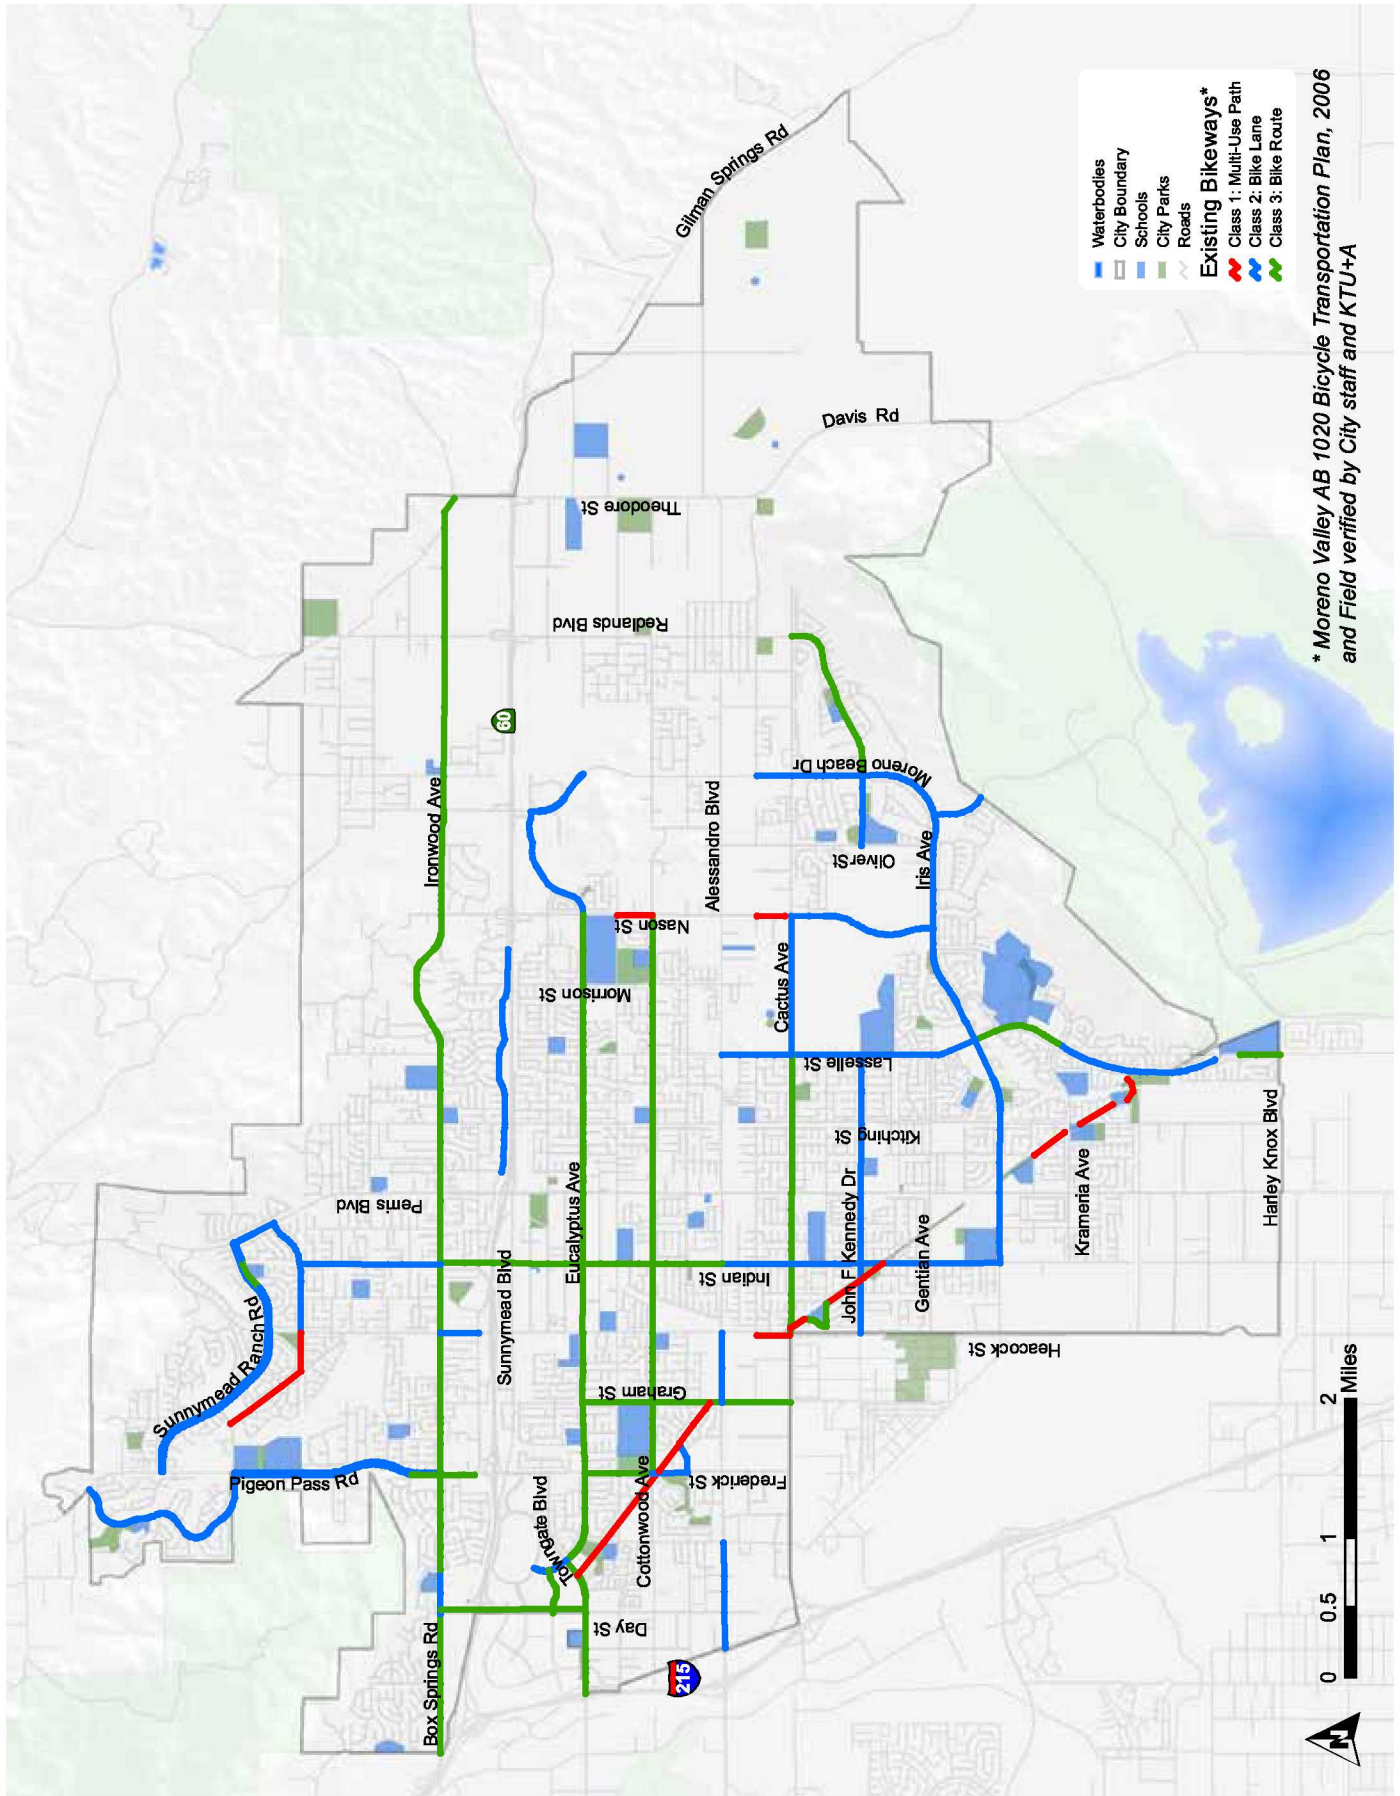 Gilman Springs Rd
Davis Rd
Theodore St
Redlands Blvd
60
Moreno Beach Dr
Ironwood Ave
Alessandro Blvd
Oliver St
Iris Ave
Nason St
Morrison St
Cactus Ave
Lasselle St
Kitching St
Perris Blvd
Eucalyptus Ave
Sunnymead Blvd
Indian St
John F Kennedy Dr
Gentian Ave
Krameria Ave
Harley Knox Blvd
Heacock St
Sunnymead Ranch Rd
Graham St
Pigeon Pass Rd
Frederick St
Towngate Blvd
Cottonwood Ave
Day St
Box Springs Rd
215
Waterbodies
City Boundary
Schools
City Parks
Roads
Existing Bikeways*
Class 1: Multi-Use Path
Class 2: Bike Lane
Class 3: Bike Route
* Moreno Valley AB 1020 Bicycle Transportation Plan, 2006
and Field verified by City staff and KTU+A
N
0 0.5 1 2
Miles